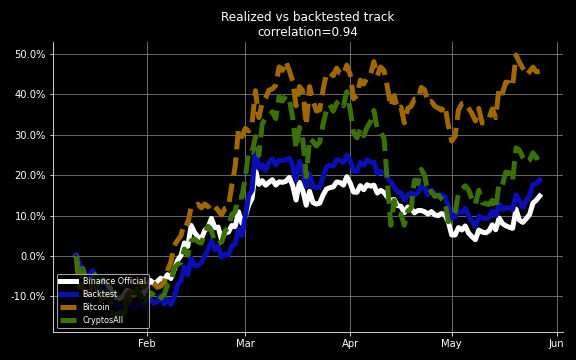 Realized vs backtested track
correlation=0.94
50.0%
40.0%
30.0%
20.0%
10.0%
0.0%
-10.0%
Binance Official
Backtest
Bitcoin
CryptosAll
Feb
Mar
Apr
May
Jun